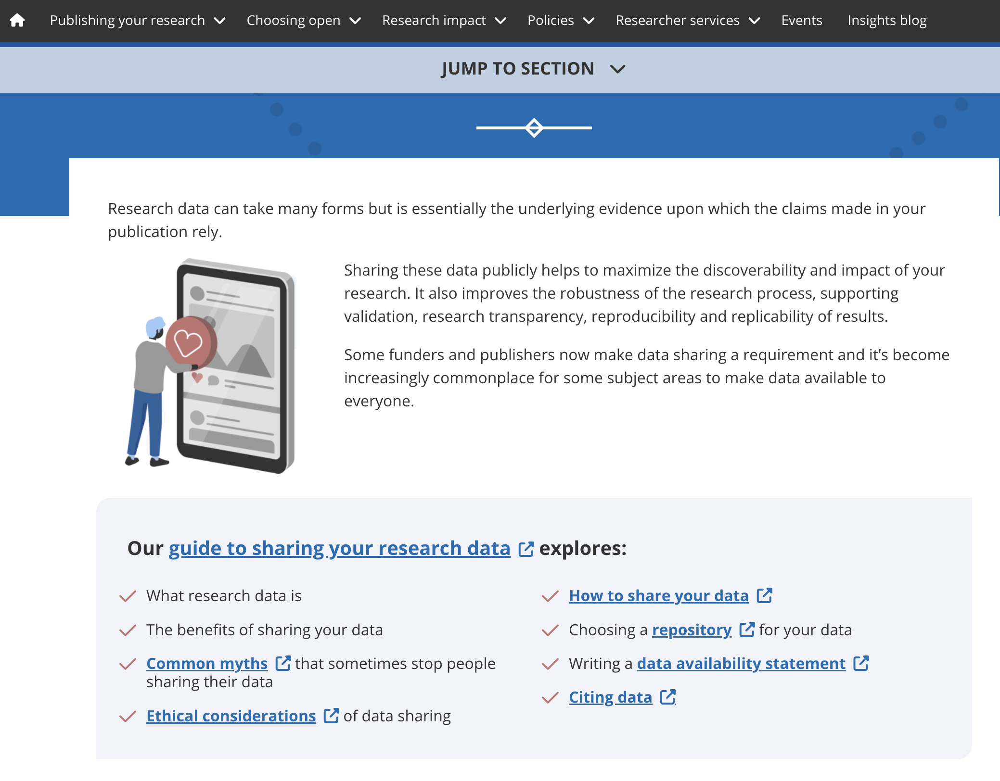 Publishing your research Choosing open Research impact Policies Researcher services Events Insights blog
JUMP TO SECTION
Research data can take many forms but is essentially the underlying evidence upon which the claims made in your
publication rely.
Sharing these data publicly helps to maximize the discoverability and impact of your
research. It also improves the robustness of the research process, supporting
validation, research transparency, reproducibility and replicability of results.
Some funders and publishers now make data sharing a requirement and it’s become
increasingly commonplace for some subject areas to make data available to
everyone.
Our guide to sharing your research data explores:
What research data is
The benefits of sharing your data
Common myths that sometimes stop people
sharing their data
Ethical considerations of data sharing
How to share your data
Choosing a repository for your data
Writing a data availability statement
Citing data